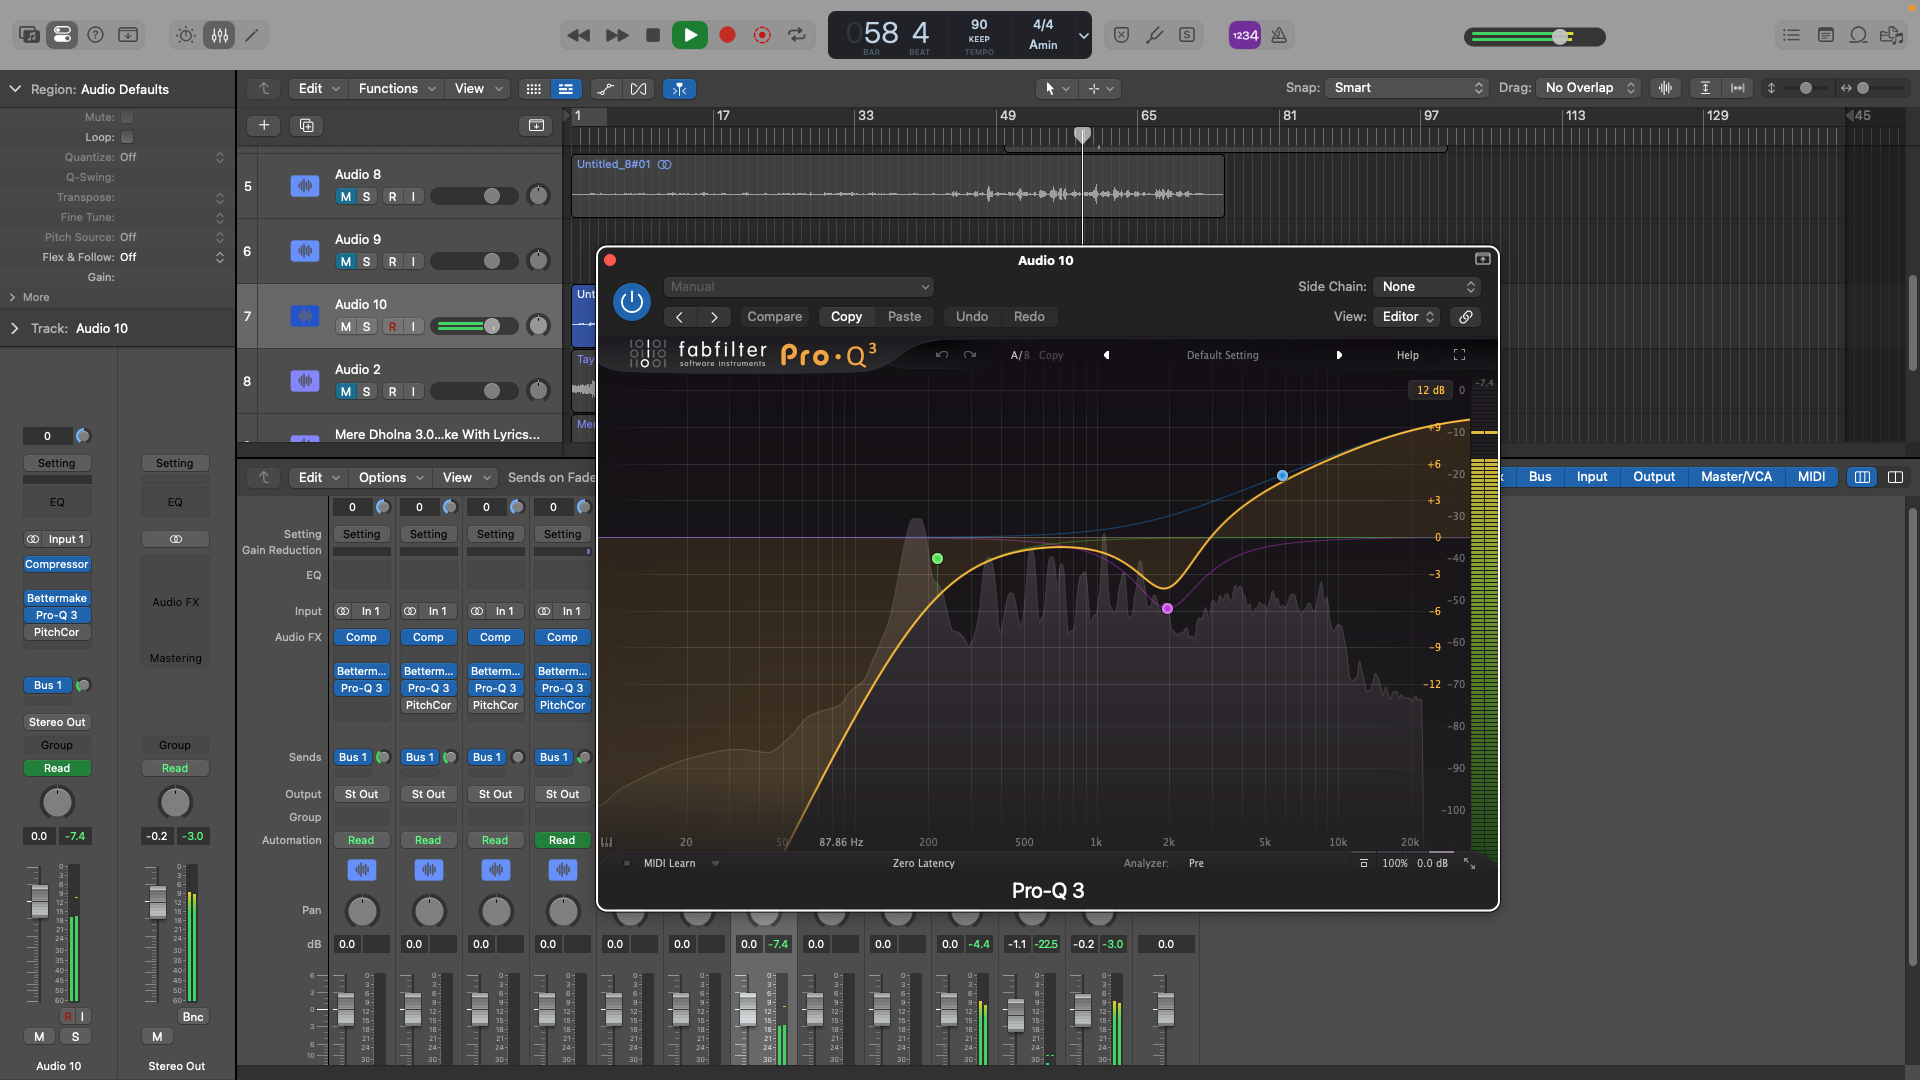 58 4
BAR BEAT
90
KEEP
TEMPO
4/4
Amin
1234
Region: Audio Defaults
Mute:
Loop:
Quantize: Off
Q-Swing:
Transpose:
Fine Tune:
Pitch Source: Off
Flex & Follow: Off
Gain:
More
Track: Audio 10
Edit Functions View
Snap: Smart Drag: No Overlap
1 17 33 49 65 81 97 113 129 45
5 Audio 8
M S R I
Untitled_8#01
6 Audio 9
M S R I
7 Audio 10
M S R I
Unt
8 Audio 2
M S R I
Tay
Mere Dholna 3.0...ke With Lyrics...
Me
Edit Options View Sends on Fade
Bus Input Output Master/VCA MIDI
Audio 10
Manual
Side Chain: None
Compare Copy Paste Undo Redo
View: Editor
fabfilter
software instruments
Pro·Q 3
A/B Copy
Default Setting
Help
12 dB 0 -7.4
+9 -10
+6 -20
+3 -30
0 -40
-3 -50
-6 -60
-9
-12 -70
-80
-90
-100
20 50 87.86 Hz 200 500 1k 2k 5k 10k 20k
MIDI Learn
Zero Latency
Analyzer: Pre
100% 0.0 dB
Pro-Q 3
0
Setting Setting
EQ EQ
Input 1
Compressor
Bettermake
Pro-Q 3
PitchCor
Audio FX
Mastering
Bus 1
Stereo Out
Group Group
Read Read
0.0 -7.4 -0.2 -3.0
R I Bnc
M S M
Audio 10 Stereo Out
0 0 0 0
Setting Setting Setting Setting Setting
Gain Reduction
EQ
Input In 1 In 1 In 1 In 1
Audio FX Comp Comp Comp Comp
Betterm... Betterm... Betterm... Betterm...
Pro-Q 3 Pro-Q 3 Pro-Q 3 Pro-Q 3
PitchCor PitchCor PitchCor
Sends Bus 1 Bus 1 Bus 1 Bus 1
Output St Out St Out St Out St Out
Group
Automation Read Read Read Read
Pan
dB 0.0 0.0 0.0 0.0 0.0 0.0 0.0 -7.4 0.0 0.0 0.0 -4.4 -1.1 -22.5 -0.2 -3.0 0.0